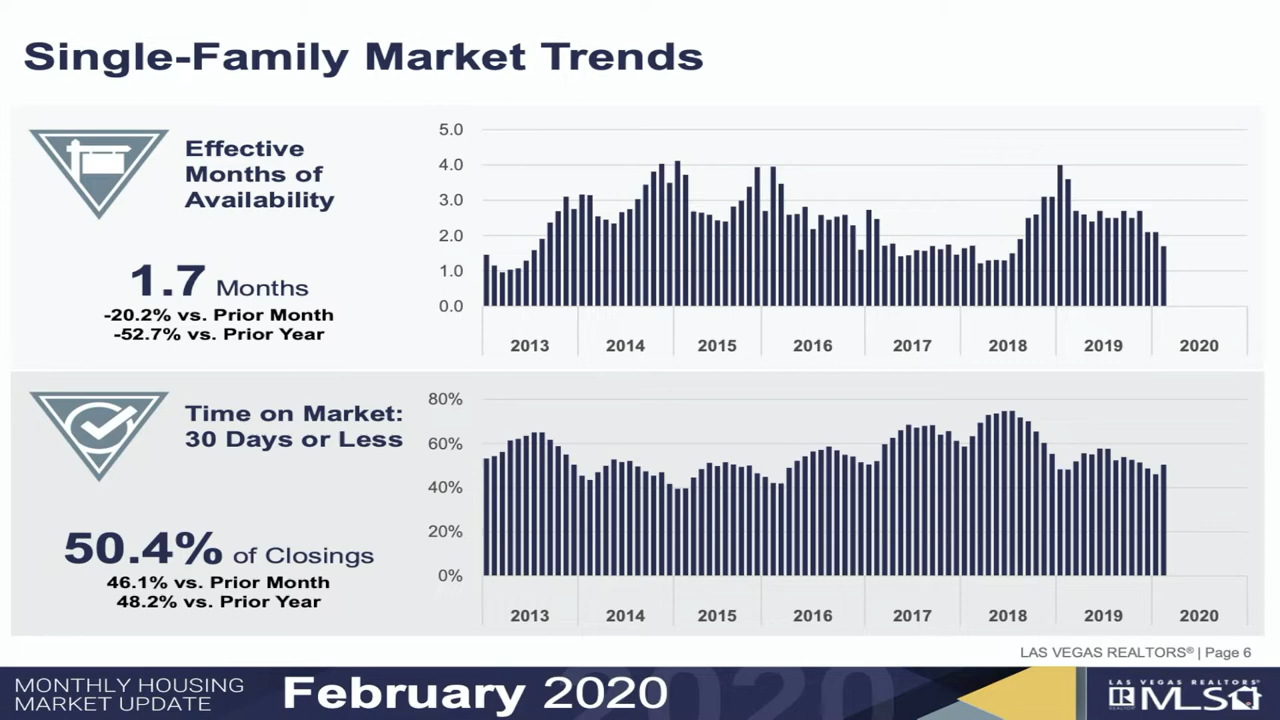 Single-Family Market Trends
Effective
Months of
Availability
1.7 Months
-20.2% vs. Prior Month
-52.7% vs. Prior Year
5.0
4.0
3.0
2.0
1.0
0.0
2013 2014 2015 2016 2017 2018 2019 2020
Time on Market:
30 Days or Less
50.4% of Closings
46.1% vs. Prior Month
48.2% vs. Prior Year
80%
60%
40%
20%
0%
2013 2014 2015 2016 2017 2018 2019 2020
LAS VEGAS REALTORS® | Page 6
MONTHLY HOUSING
MARKET UPDATE
February 2020
2020
LAS VEGAS REALTORS®
MLS